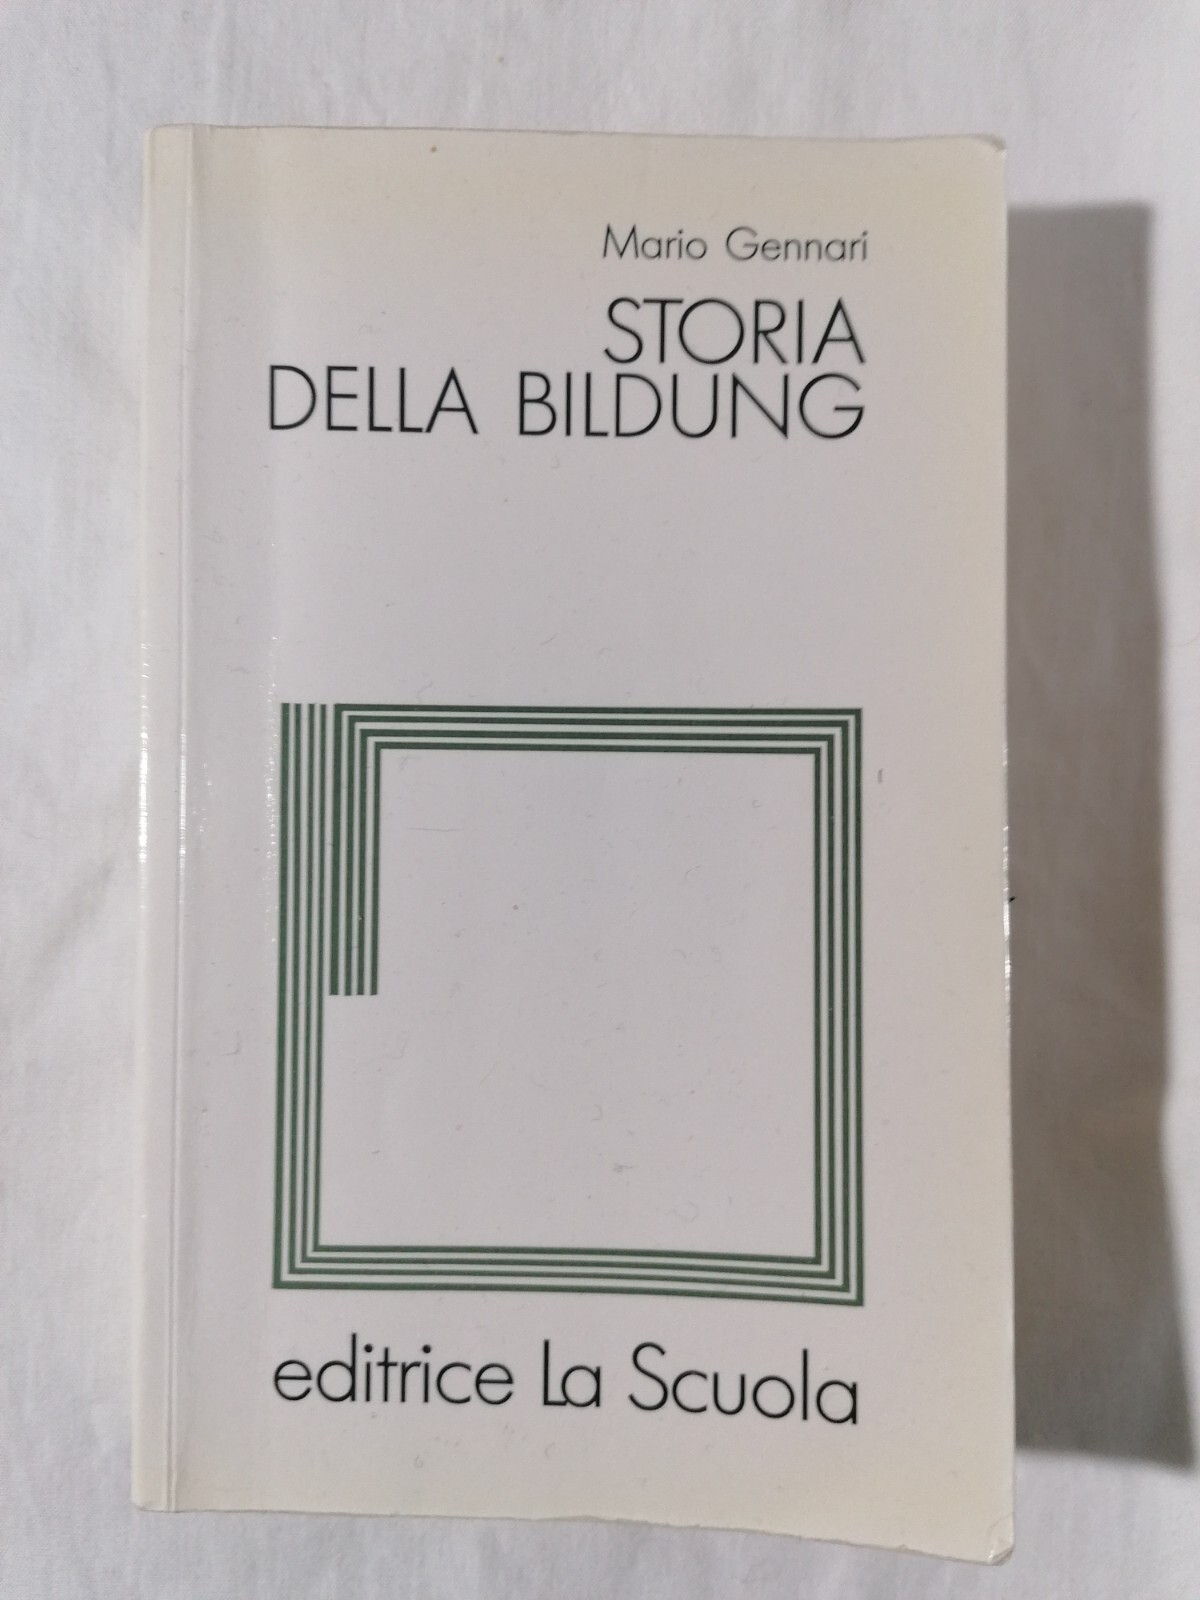 Mario Gennari
STORIA
DELLA BILDUNG
editrice La Scuola